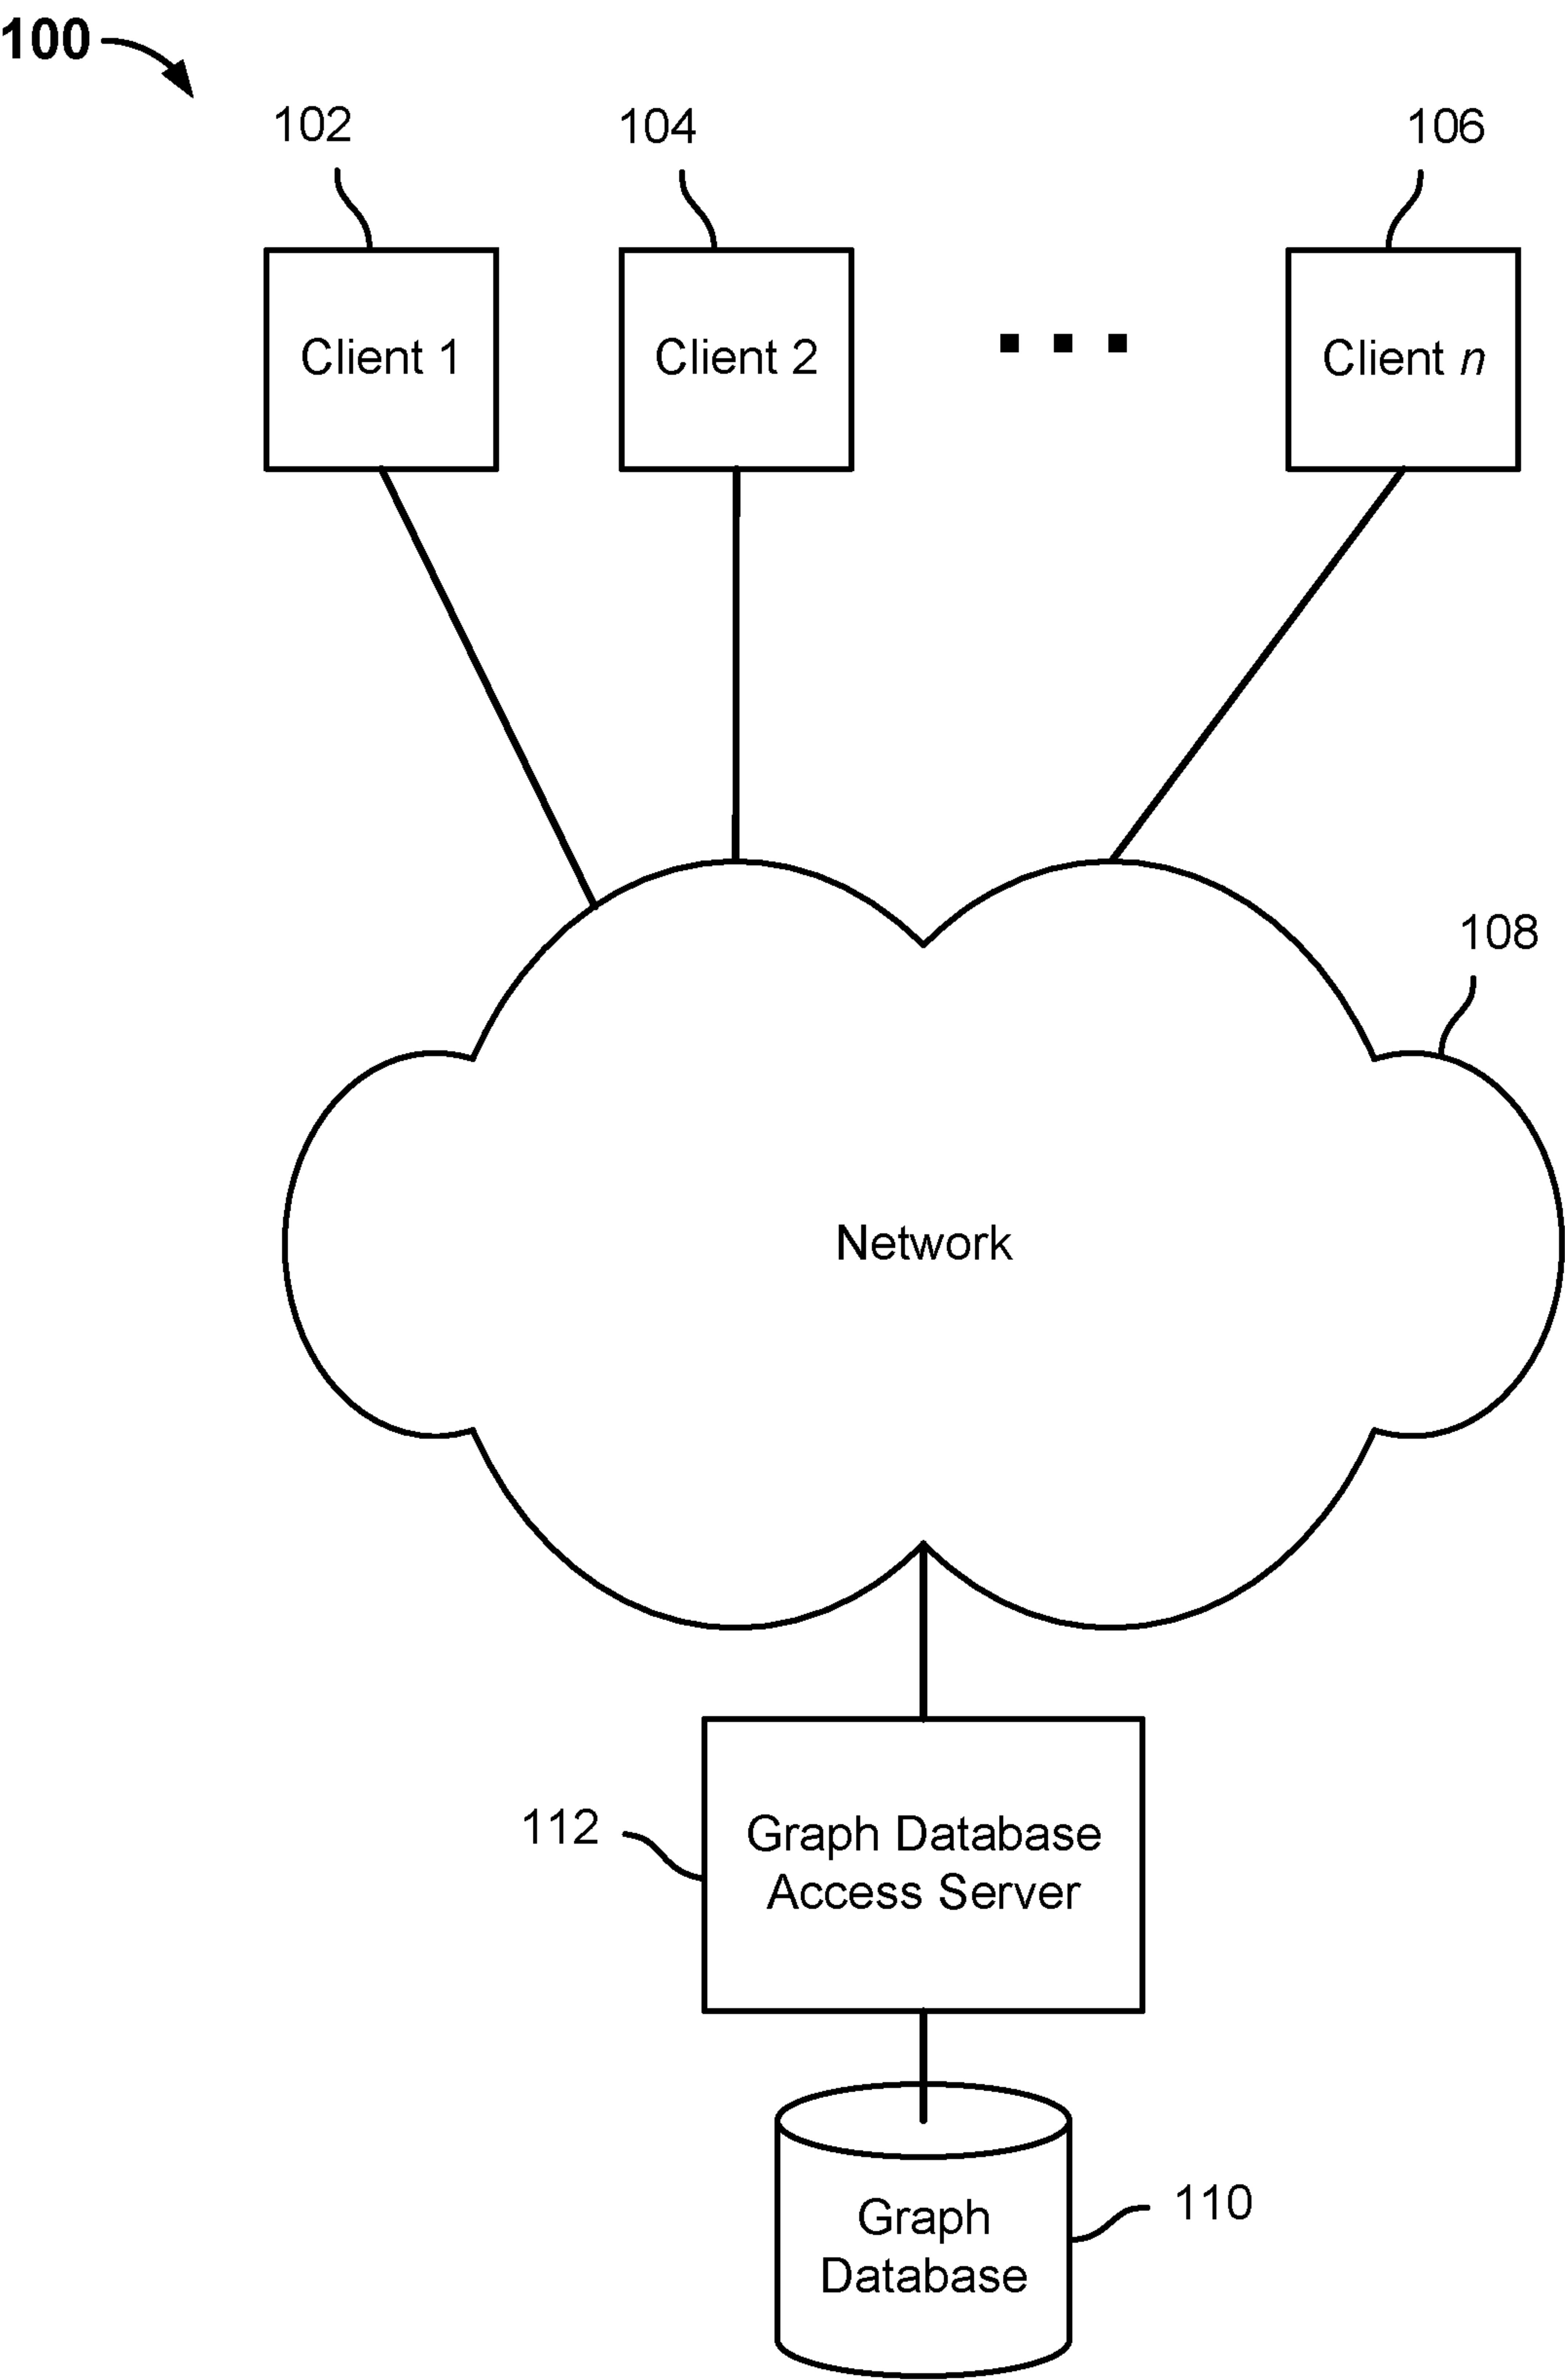 100
102
104
106
Client 1
Client 2
Client n
108
Network
112
Graph Database
Access Server
110
Graph
Database